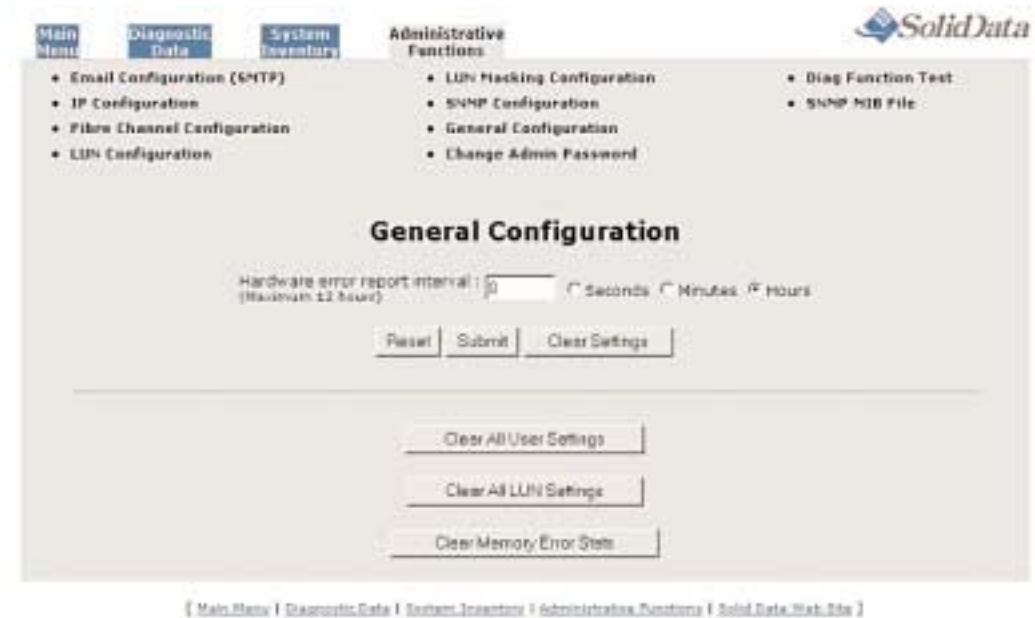 Main Menu
Diagnostic Data
System Inventory
Administrative Functions
SolidData
• Email Configuration (SMTP)
• IP Configuration
• Fibre Channel Configuration
• LUN Configuration
• LUN Masking Configuration
• SNMP Configuration
• General Configuration
• Change Admin Password
• Diag Function Test
• SNMP MIB File
General Configuration
Hardware error report interval : 0 Seconds Minutes Hours
(Maximum 12 hours)
Reset Submit Clear Settings
Clear All User Settings
Clear All LUN Settings
Clear Memory Error Stats
[ Main Menu | Diagnostic Data | System Inventory | Administrative Functions | Solid Data Web Site ]